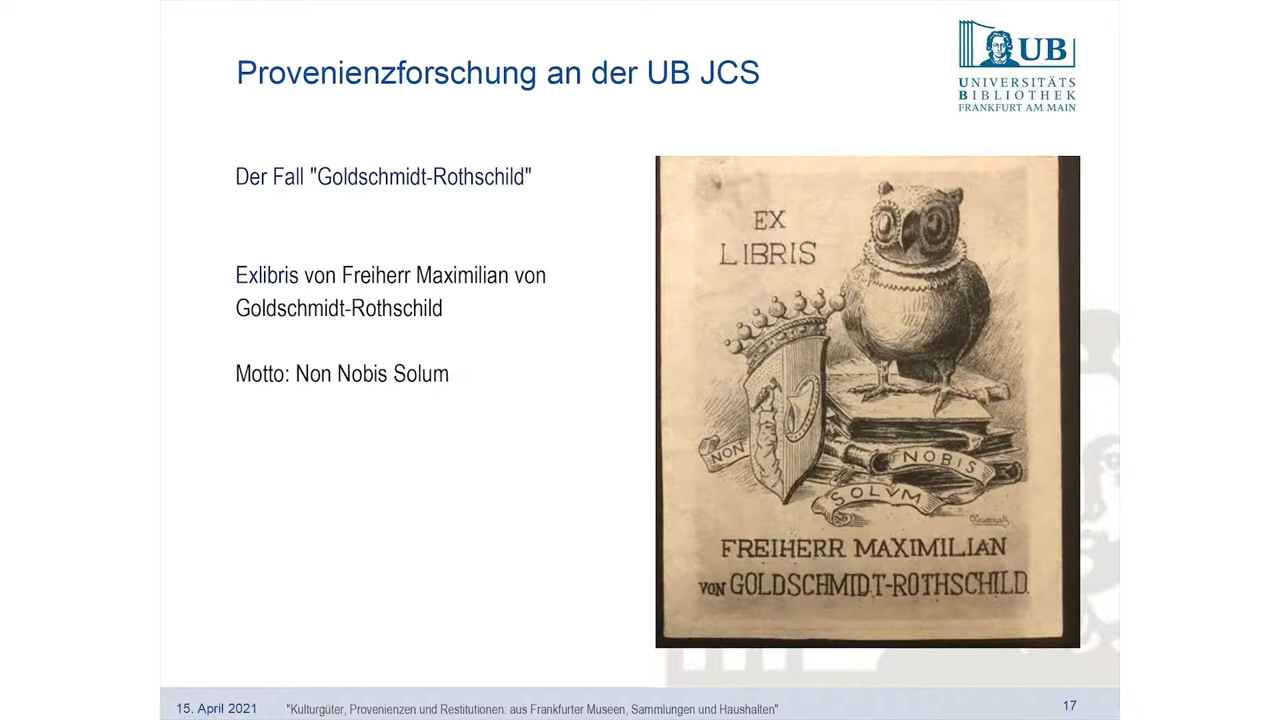 Provenienzforschung an der UB JCS
UB
UNIVERSITÄTS
BIBLIOTHEK
FRANKFURT AM MAIN
Der Fall "Goldschmidt-Rothschild"
Exlibris von Freiherr Maximilian von
Goldschmidt-Rothschild
Motto: Non Nobis Solum
EX
LIBRIS
NON
NOBIS
SOLVM
FREIHERR MAXIMILIAN
VON GOLDSCHMIDT-ROTHSCHILD.
15. April 2021
"Kulturgüter, Provenienzen und Restitutionen: aus Frankfurter Museen, Sammlungen und Haushalten"
17